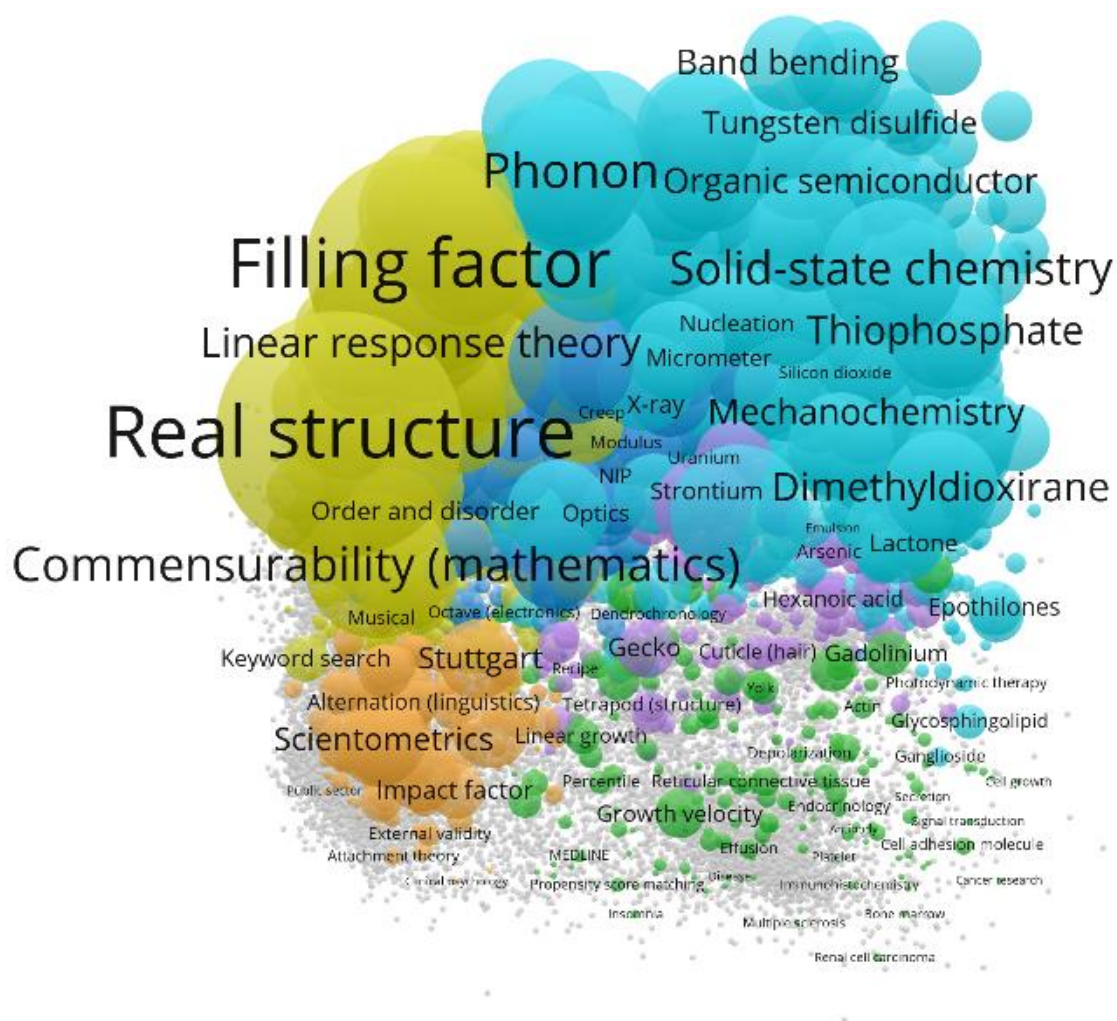 Band bending
Tungsten disulfide
Phonon
Organic semiconductor
Filling factor
Solid-state chemistry
Nucleation
Thiophosphate
Linear response theory
Micrometer
Silicon dioxide
Creep
X-ray
Mechanochemistry
Real structure
Modulus
Uranium
NIP
Strontium
Dimethyldioxirane
Order and disorder
Optics
Emulsion
Arsenic
Lactone
Commensurability (mathematics)
Hexanoic acid
Epothilones
Musical
Octave (electronics)
Dendrochronology
Keyword search
Stuttgart
Gecko
Cuticle (hair)
Gadolinium
Recipe
Photodynamic therapy
Yolk
Alternation (linguistics)
Tetrapod (structure)
Actin
Glycosphingolipid
Scientometrics
Linear growth
Depolarization
Ganglioside
Public sector
Impact factor
Percentile
Reticular connective tissue
Cell growth
Secretion
Growth velocity
Endocrinology
Signal transduction
External validity
Antibody
Cell adhesion molecule
Attachment theory
MEDLINE
Effusion
Platelet
Clinical psychology
Propensity score matching
Disease
Immunohistochemistry
Cancer research
Insomnia
Multiple sclerosis
Bone marrow
Renal cell carcinoma